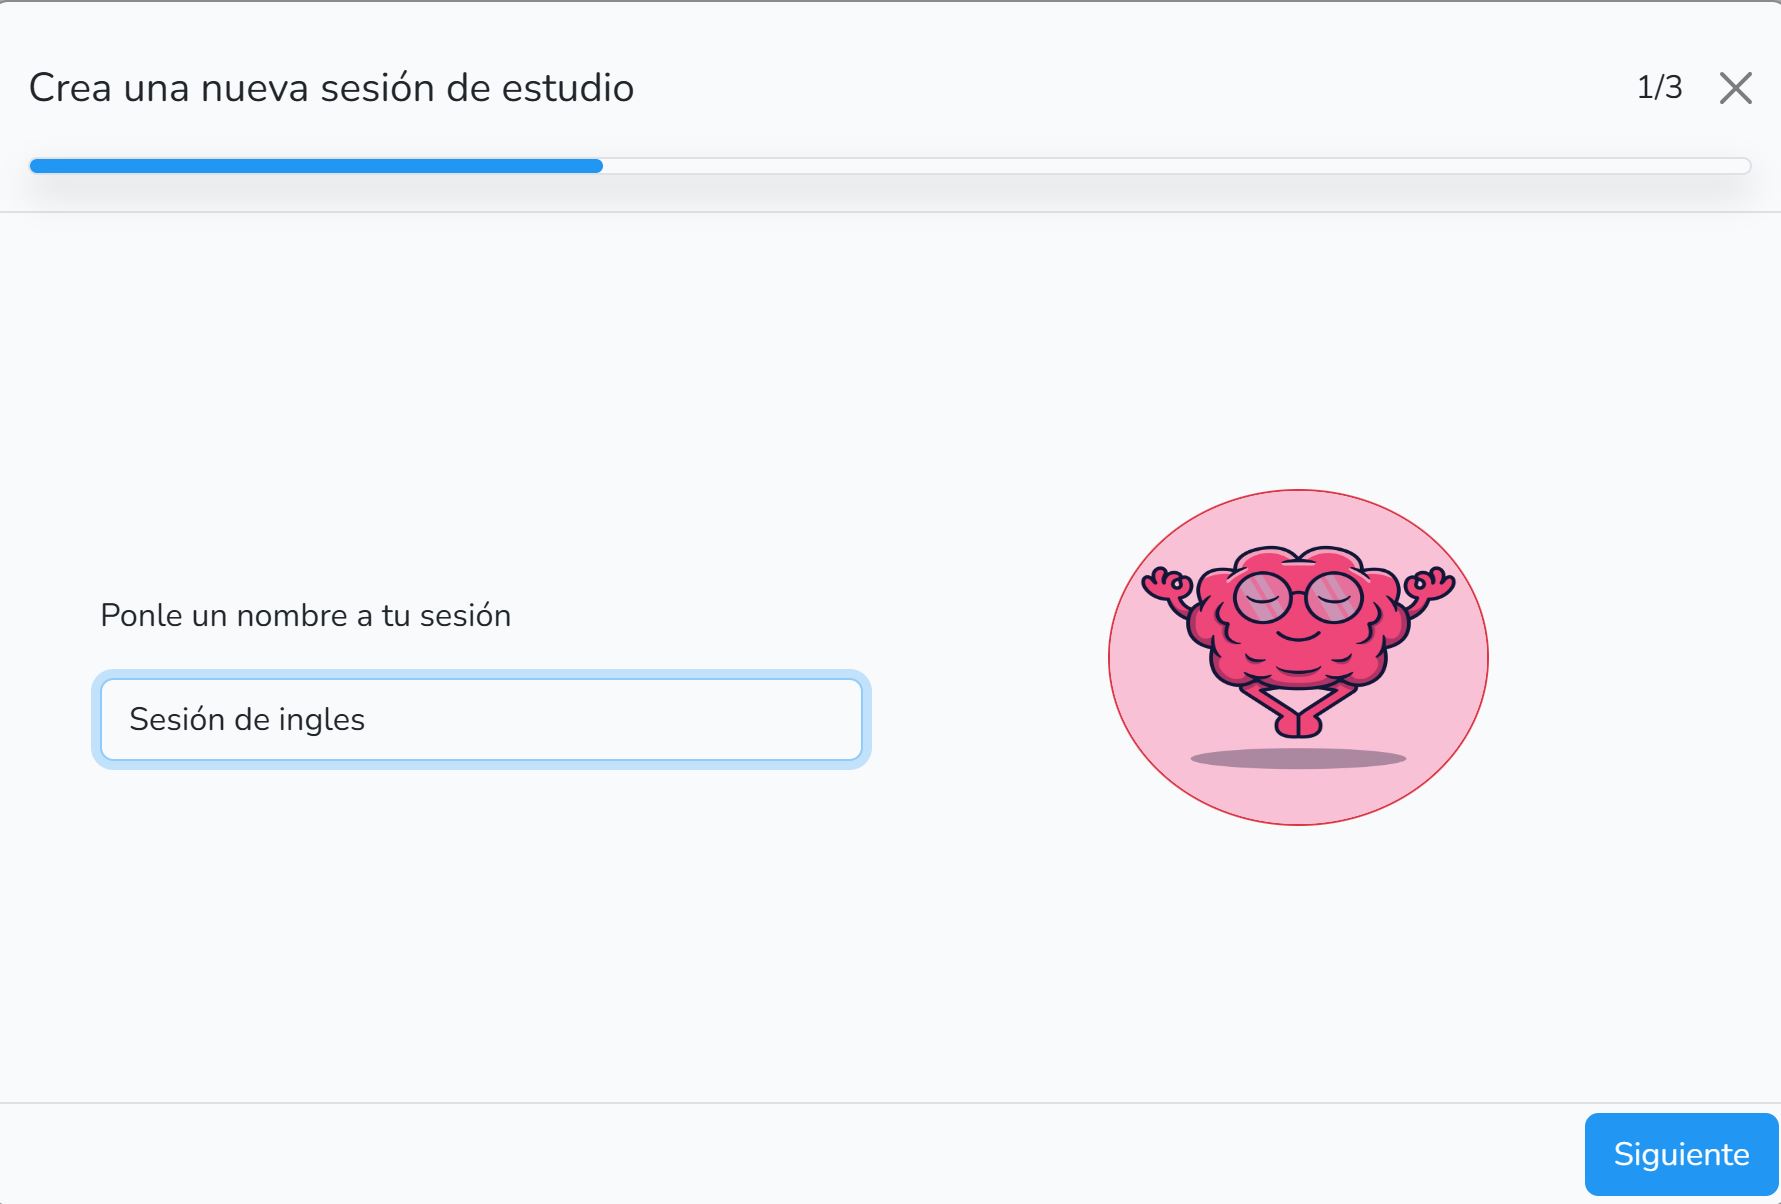 Crea una nueva sesión de estudio
1/3
Ponle un nombre a tu sesión
Sesión de ingles
Siguiente